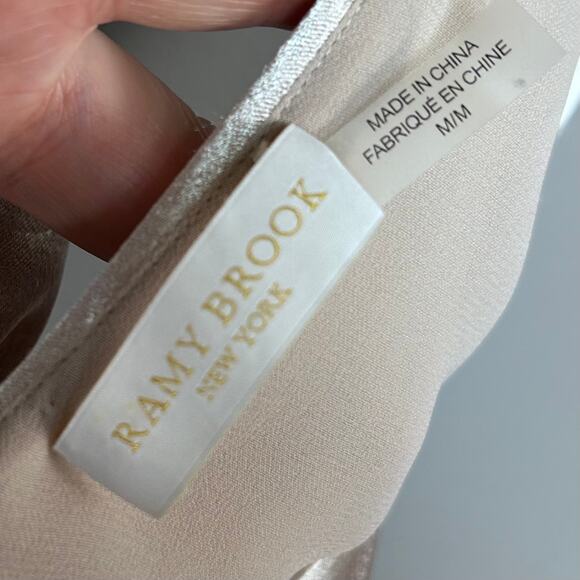 RAMY BROOK
NEW YORK
MADE IN CHINA
FABRIQUÉ EN CHINE
M/M